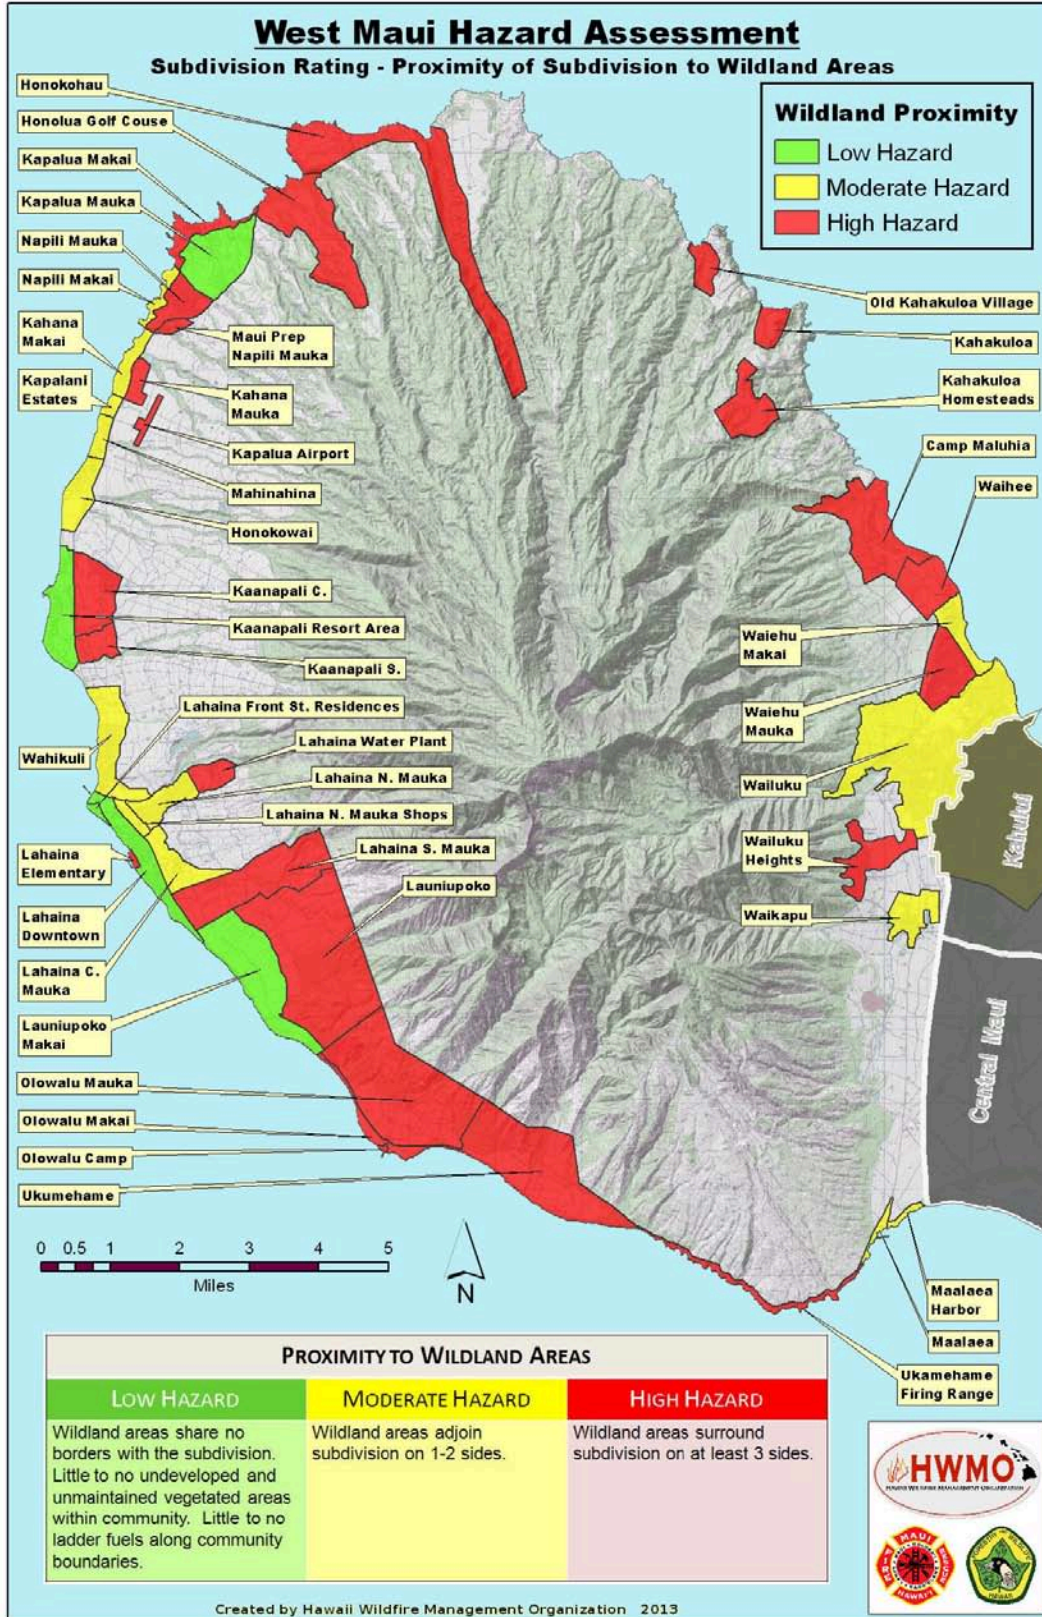 West Maui Hazard Assessment
Subdivision Rating - Proximity of Subdivision to Wildland Areas
Honokohau
Honolua Golf Couse
Kapalua Makai
Kapalua Mauka
Napili Mauka
Napili Makai
Kahana
Makai
Kapalani
Estates
Maui Prep
Napili Mauka
Kahana
Mauka
Kapalua Airport
Mahinahina
Honokowai
Kaanapali C.
Kaanapali Resort Area
Kaanapali S.
Lahaina Front St. Residences
Wahikuli
Lahaina Water Plant
Lahaina N. Mauka
Lahaina N. Mauka Shops
Lahaina S. Mauka
Launiupoko
Lahaina
Elementary
Lahaina
Downtown
Lahaina C.
Mauka
Launiupoko
Makai
Olowalu Mauka
Olowalu Makai
Olowalu Camp
Ukumehame
Wildland Proximity
Low Hazard
Moderate Hazard
High Hazard
Old Kahakuloa Village
Kahakuloa
Kahakuloa
Homesteads
Camp Maluhia
Waihee
Waiehu
Makai
Waiehu
Mauka
Wailuku
Wailuku
Heights
Waikapu
Kahului
Central Maui
Maalaea
Harbor
Maalaea
Ukamehame
Firing Range
0 0.5 1 2 3 4 5
Miles
N
PROXIMITY TO WILDLAND AREAS
LOW HAZARD
Wildland areas share no
borders with the subdivision.
Little to no undeveloped and
unmaintained vegetated areas
within community. Little to no
ladder fuels along community
boundaries.
MODERATE HAZARD
Wildland areas adjoin
subdivision on 1-2 sides.
HIGH HAZARD
Wildland areas surround
subdivision on at least 3 sides.
HWMO
HAWAII WILDFIRE MANAGEMENT ORGANIZATION
MAUI
FIRE
HAWAI'I
Created by Hawaii Wildfire Management Organization 2013